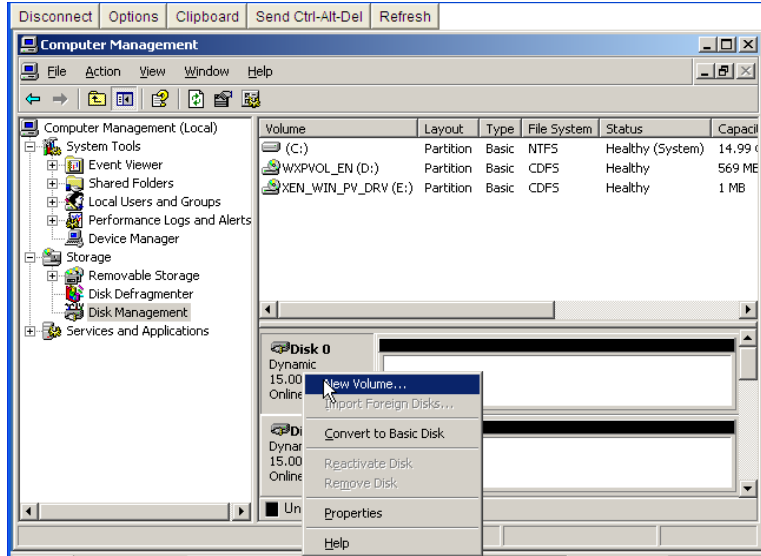 Disconnect Options Clipboard Send Ctrl-Alt-Del Refresh
Computer Management
File Action View Window Help
Computer Management (Local)
System Tools
Event Viewer
Shared Folders
Local Users and Groups
Performance Logs and Alerts
Device Manager
Storage
Removable Storage
Disk Defragmenter
Disk Management
Services and Applications
Volume Layout Type File System Status Capacit
(C:) Partition Basic NTFS Healthy (System) 14.99
WXPVOL_EN (D:) Partition Basic CDFS Healthy 569 ME
XEN_WIN_PV_DRV (E:) Partition Basic CDFS Healthy 1 MB
Disk 0
Dynamic
15.00
Online
Di
Dynar
15.00
Online
Un
New Volume...
Import Foreign Disks...
Convert to Basic Disk
Reactivate Disk
Remove Disk
Properties
Help